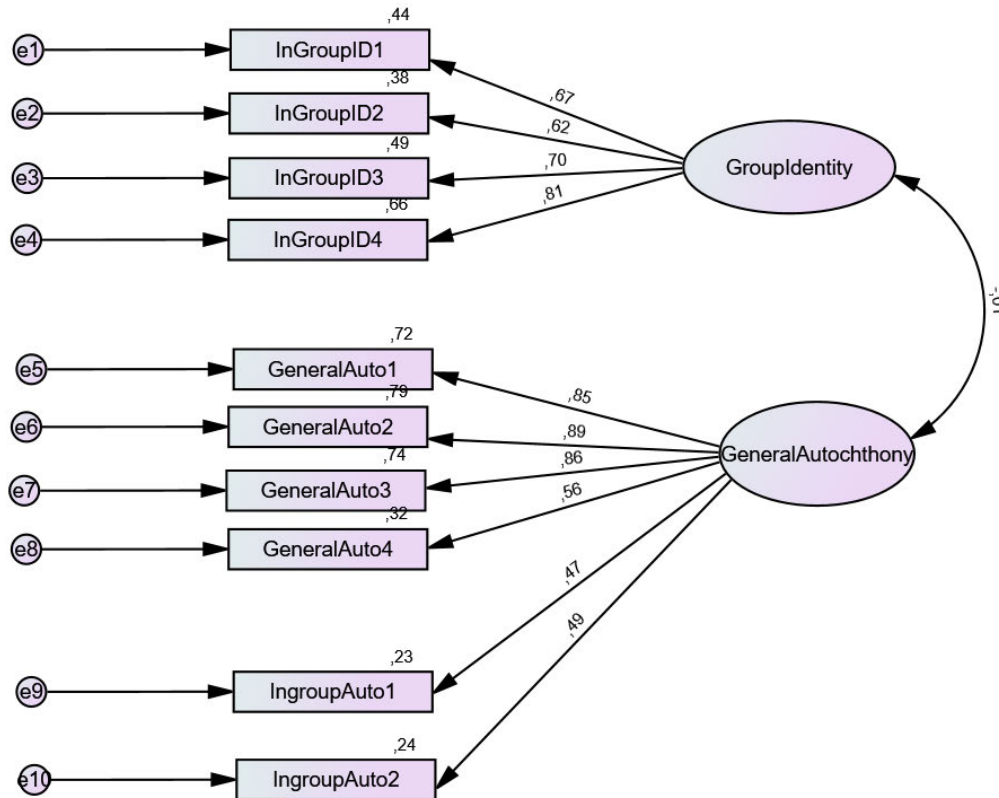 ,44
e1
InGroupID1
,67
,38
e2
InGroupID2
,62
GroupIdentity
,49
e3
InGroupID3
,70
,66
e4
InGroupID4
,81
,72
e5
GeneralAuto1
,85
,79
e6
GeneralAuto2
,89
GeneralAutochthony
,74
e7
GeneralAuto3
,86
,32
e8
GeneralAuto4
,56
,47
,49
,23
e9
IngroupAuto1
,24
e10
IngroupAuto2